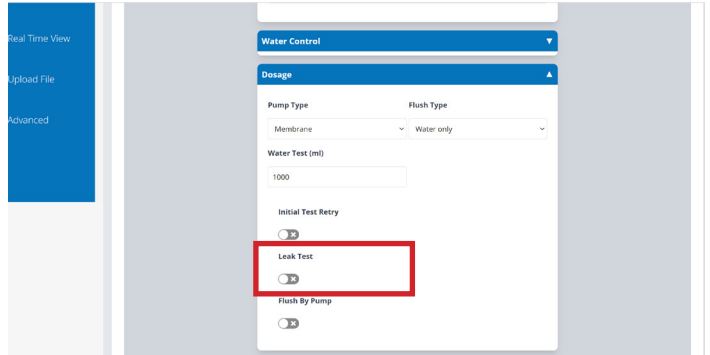 Real Time View
Upload File
Advanced
Water Control
Dosage
Pump Type Flush Type
Membrane Water only
Water Test (ml)
1000
Initial Test Retry
Leak Test
Flush By Pump